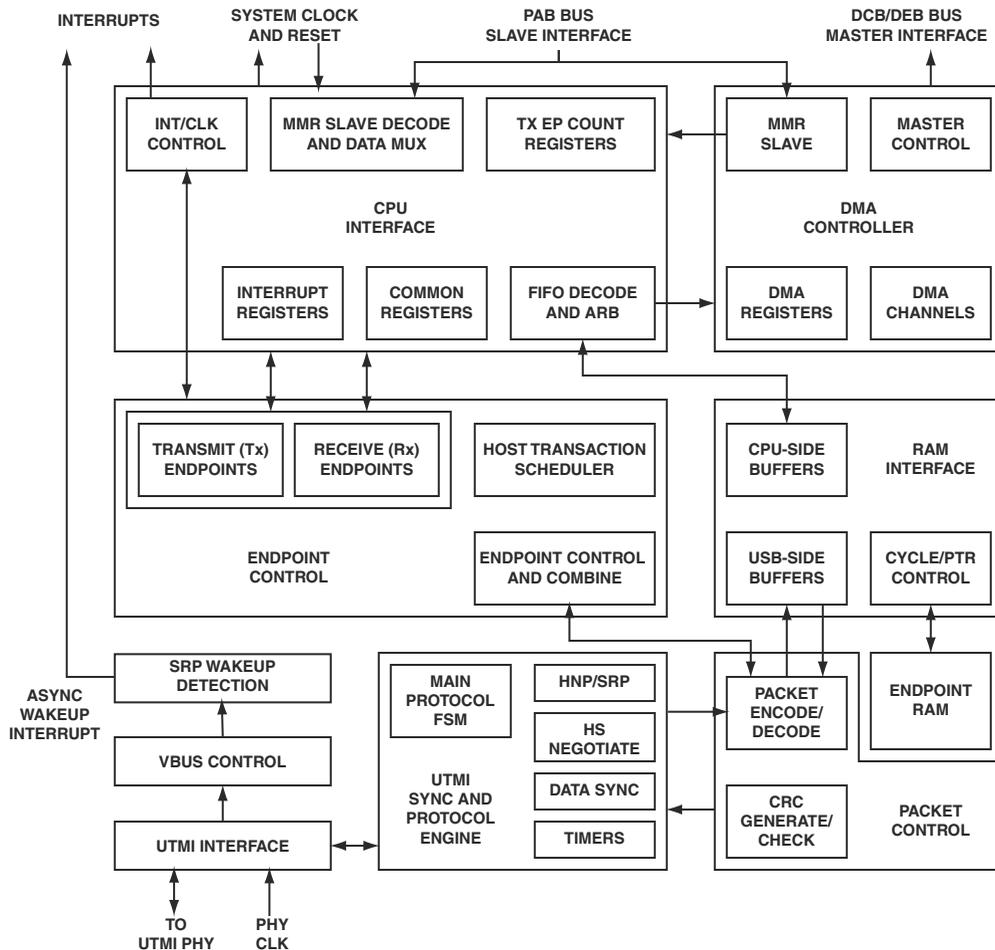 INTERRUPTS
SYSTEM CLOCK
AND RESET
PAB BUS
SLAVE INTERFACE
DCB/DEB BUS
MASTER INTERFACE
INT/CLK
CONTROL
MMR SLAVE DECODE
AND DATA MUX
TX EP COUNT
REGISTERS
MMR
SLAVE
MASTER
CONTROL
CPU
INTERFACE
DMA
CONTROLLER
INTERRUPT
REGISTERS
COMMON
REGISTERS
FIFO DECODE
AND ARB
DMA
REGISTERS
DMA
CHANNELS
TRANSMIT (Tx)
ENDPOINTS
RECEIVE (Rx)
ENDPOINTS
HOST TRANSACTION
SCHEDULER
CPU-SIDE
BUFFERS
RAM
INTERFACE
ENDPOINT
CONTROL
ENDPOINT CONTROL
AND COMBINE
USB-SIDE
BUFFERS
CYCLE/PTR
CONTROL
SRP WAKEUP
DETECTION
ASYNC
WAKEUP
INTERRUPT
VBUS CONTROL
UTMI INTERFACE
TO
UTMI PHY
PHY
CLK
MAIN
PROTOCOL
FSM
HNP/SRP
HS
NEGOTIATE
UTMI
SYNC AND
PROTOCOL
ENGINE
DATA SYNC
TIMERS
PACKET
ENCODE/
DECODE
ENDPOINT
RAM
CRC
GENERATE/
CHECK
PACKET
CONTROL